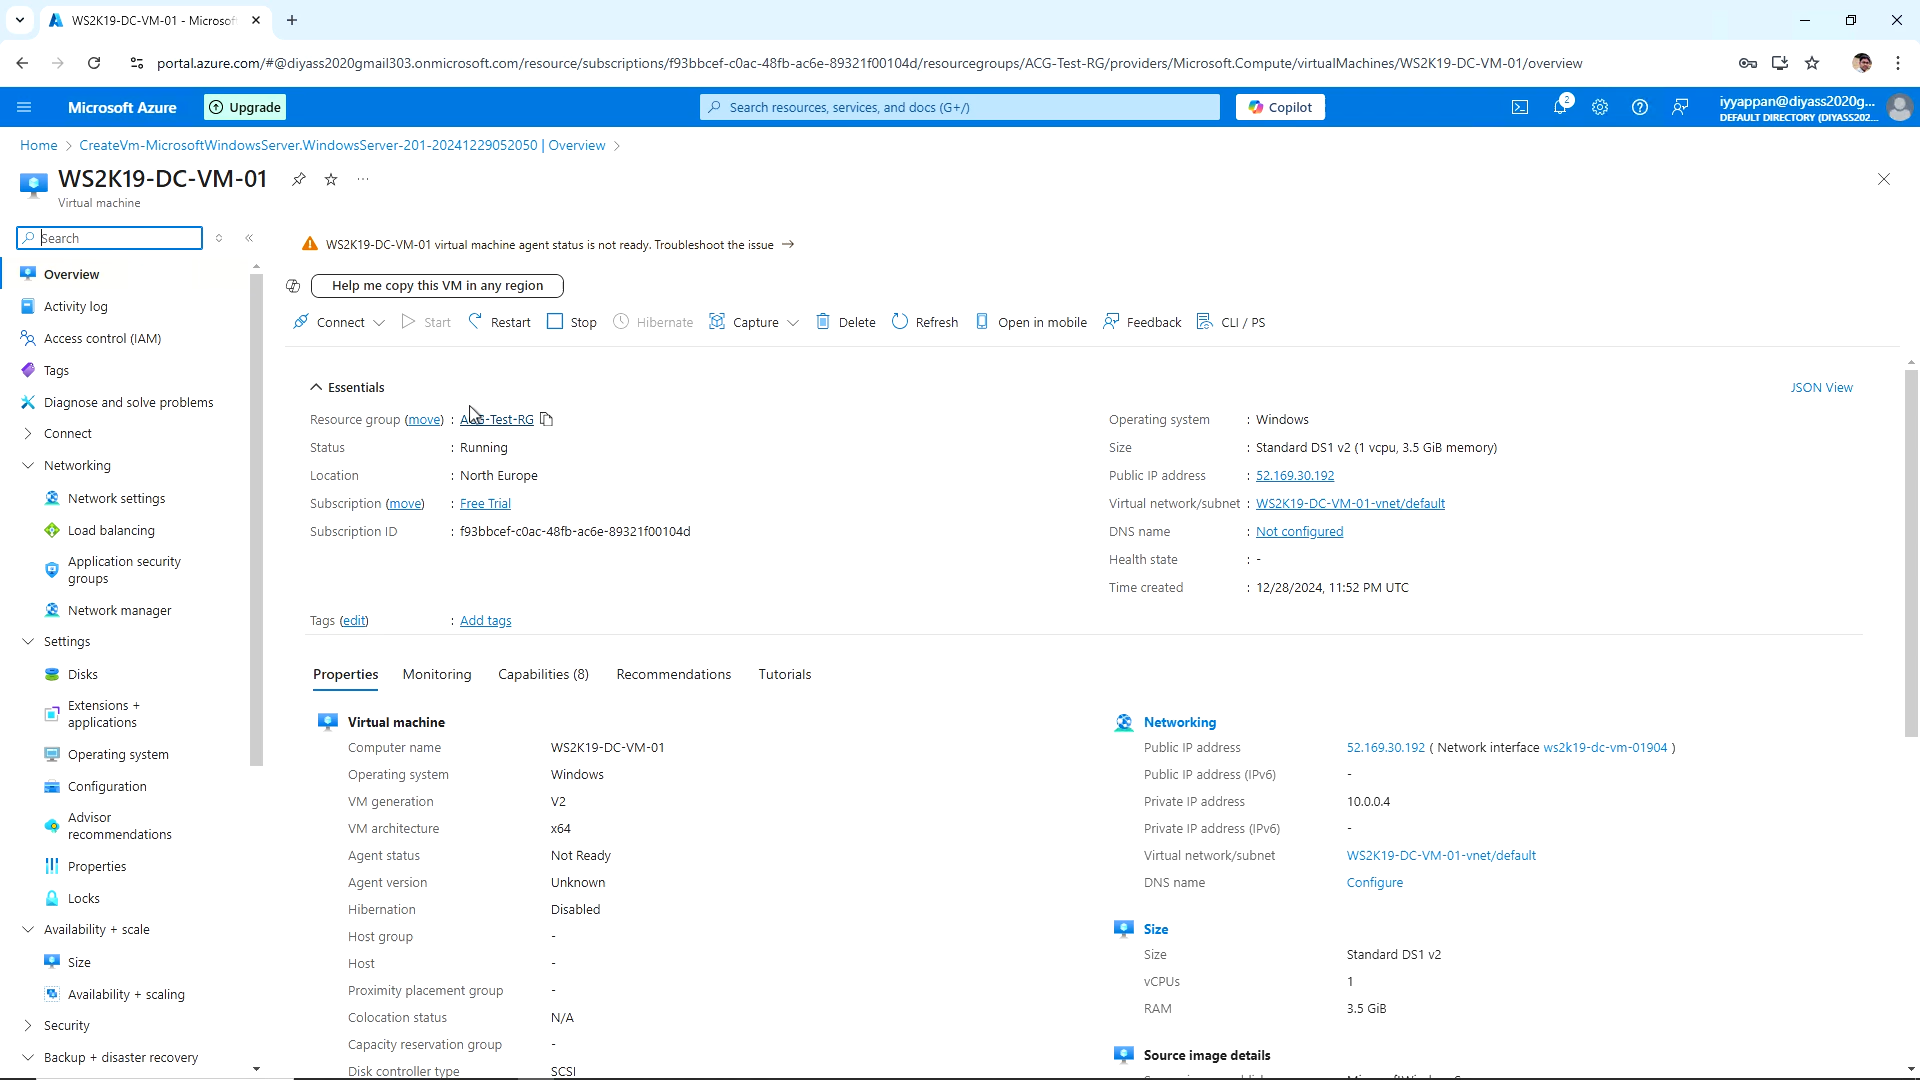 WS2K19-DC-VM-01 - Microsof
portal.azure.com/#@diyass2020gmail303.onmicrosoft.com/resource/subscriptions/f93bbcef-c0ac-48fb-ac6e-89321f00104d/resourcegroups/ACG-Test-RG/providers/Microsoft.Compute/virtualMachines/WS2K19-DC-VM-01/overview
Microsoft Azure
Upgrade
Search resources, services, and docs (G+/)
Copilot
2
iyyappan@diyass2020g...
DEFAULT DIRECTORY (DIYASS202...
Home > CreateVm-MicrosoftWindowsServer.WindowsServer-201-20241229052050 | Overview >
WS2K19-DC-VM-01
Virtual machine
Search
Overview
Activity log
Access control (IAM)
Tags
Diagnose and solve problems
Connect
Networking
Network settings
Load balancing
Application security
groups
Network manager
Settings
Disks
Extensions +
applications
Operating system
Configuration
Advisor
recommendations
Properties
Locks
Availability + scale
Size
Availability + scaling
Security
Backup + disaster recovery
WS2K19-DC-VM-01 virtual machine agent status is not ready. Troubleshoot the issue →
Help me copy this VM in any region
Connect Start Restart Stop Hibernate Capture Delete Refresh Open in mobile Feedback CLI / PS
Essentials
JSON View
Resource group (move) : ACG-Test-RG
Status : Running
Location : North Europe
Subscription (move) : Free Trial
Subscription ID : f93bbcef-c0ac-48fb-ac6e-89321f00104d
Operating system : Windows
Size : Standard DS1 v2 (1 vcpu, 3.5 GiB memory)
Public IP address : 52.169.30.192
Virtual network/subnet : WS2K19-DC-VM-01-vnet/default
DNS name : Not configured
Health state : -
Time created : 12/28/2024, 11:52 PM UTC
Tags (edit) : Add tags
Properties Monitoring Capabilities (8) Recommendations Tutorials
Virtual machine
Computer name WS2K19-DC-VM-01
Operating system Windows
VM generation V2
VM architecture x64
Agent status Not Ready
Agent version Unknown
Hibernation Disabled
Host group -
Host -
Proximity placement group -
Colocation status N/A
Capacity reservation group -
Disk controller type SCSI
Networking
Public IP address 52.169.30.192 ( Network interface ws2k19-dc-vm-01904 )
Public IP address (IPv6) -
Private IP address 10.0.0.4
Private IP address (IPv6) -
Virtual network/subnet WS2K19-DC-VM-01-vnet/default
DNS name Configure
Size
Size Standard DS1 v2
vCPUs 1
RAM 3.5 GiB
Source image details